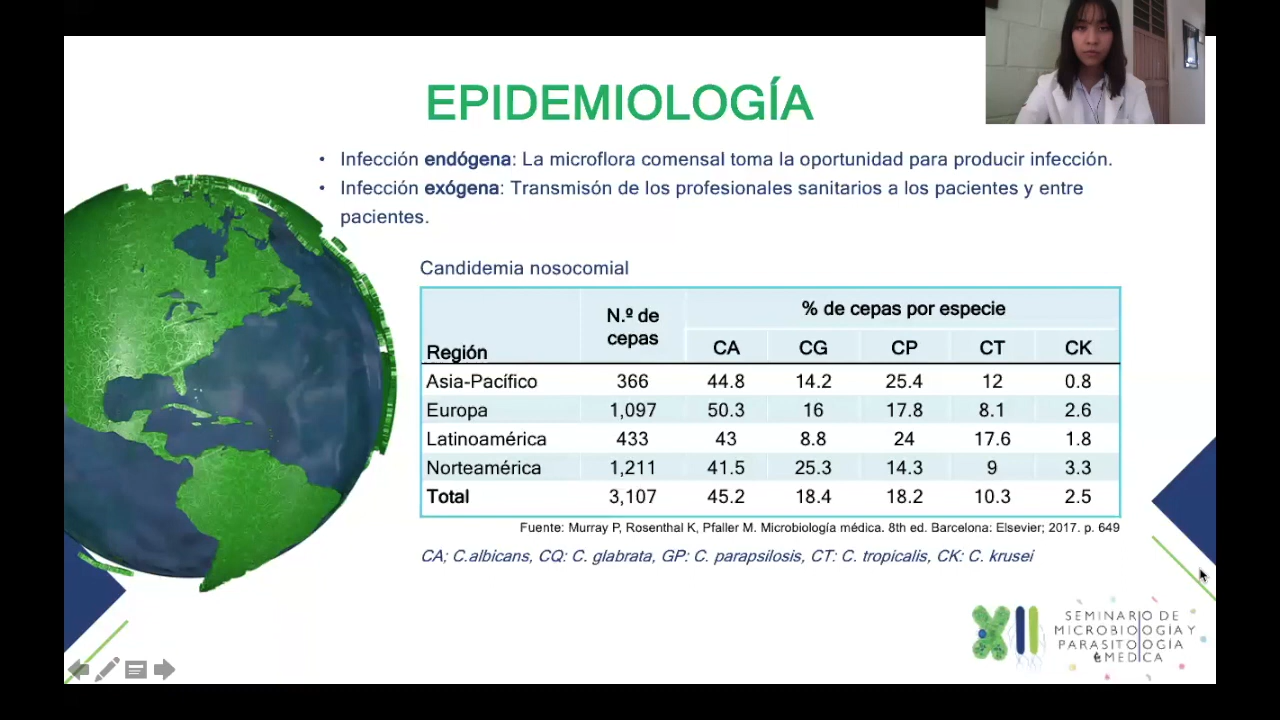 EPIDEMIOLOGÍA
• Infección endógena: La microflora comensal toma la oportunidad para producir infección.
• Infección exógena: Transmisón de los profesionales sanitarios a los pacientes y entre
pacientes.
Candidemia nosocomial
Región N.º de cepas % de cepas por especie
CA CG CP CT CK
Asia-Pacífico 366 44.8 14.2 25.4 12 0.8
Europa 1,097 50.3 16 17.8 8.1 2.6
Latinoamérica 433 43 8.8 24 17.6 1.8
Norteamérica 1,211 41.5 25.3 14.3 9 3.3
Total 3,107 45.2 18.4 18.2 10.3 2.5
Fuente: Murray P, Rosenthal K, Pfaller M. Microbiología médica. 8th ed. Barcelona: Elsevier; 2017. p. 649
CA; C.albicans, CQ: C. glabrata, GP: C. parapsilosis, CT: C. tropicalis, CK: C. krusei
XII
SEMINARIO DE
MICROBIOLOGÍA Y
PARASITOLOGÍA
MÉDICA